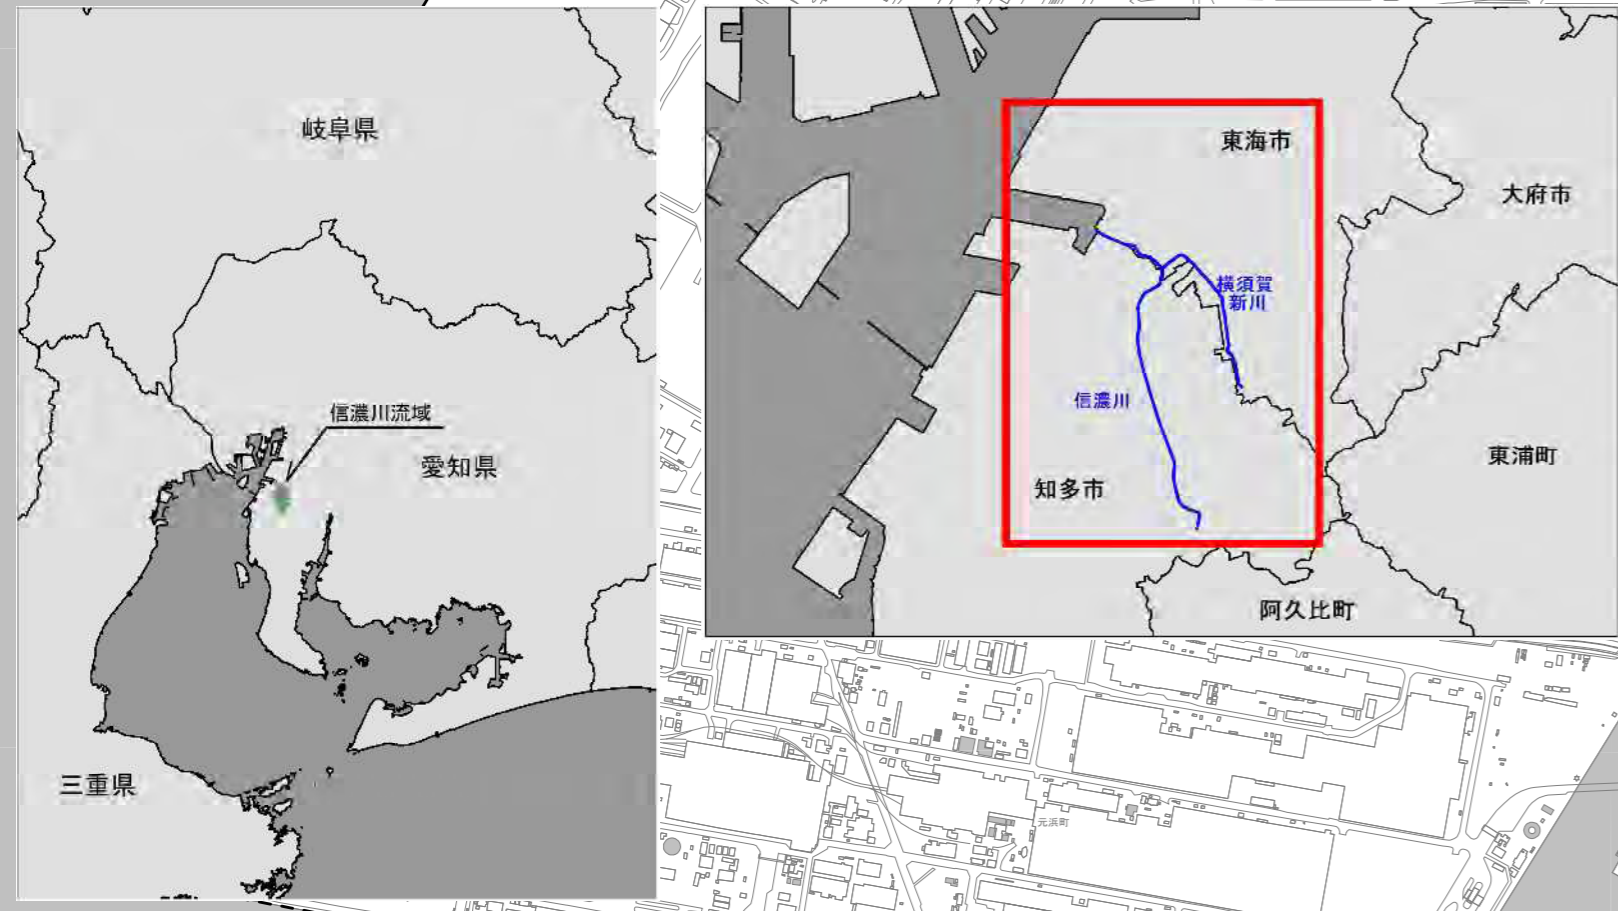 岐阜県
信濃川流域
愛知県
三重県
東海市
大府市
横須賀
新川
信濃川
東浦町
知多市
阿久比町
元浜町